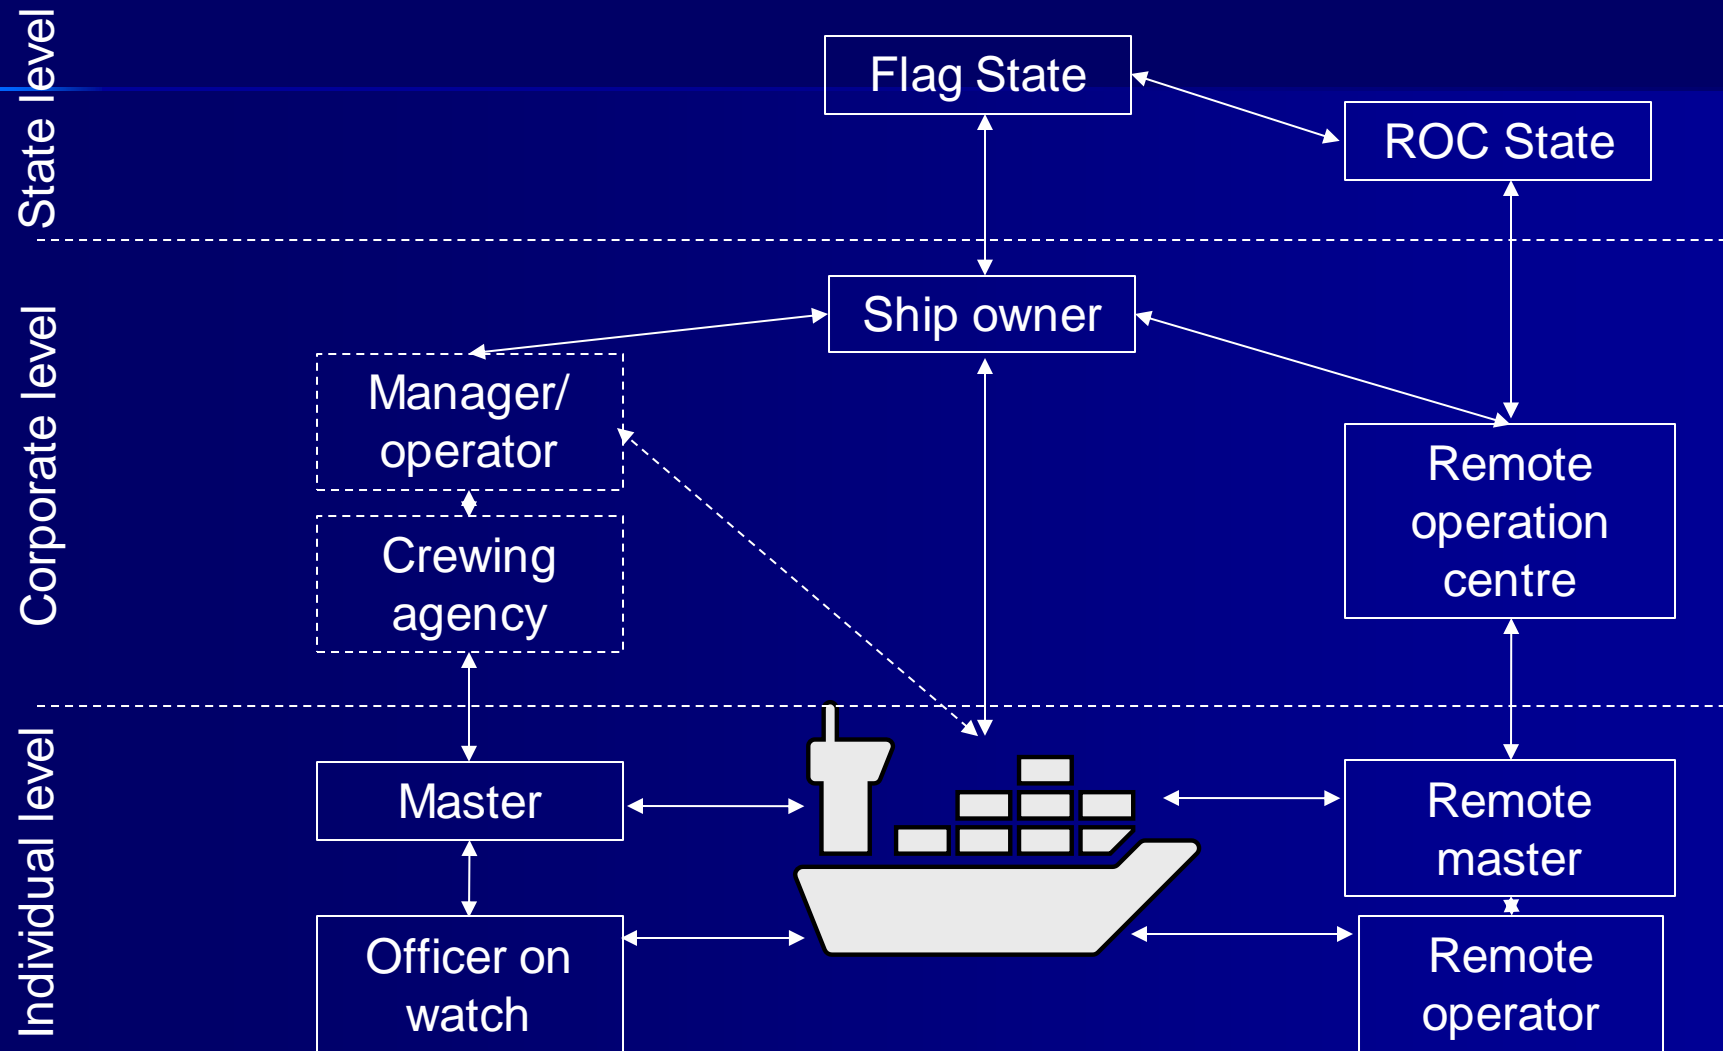 State level
Flag State
ROC State
Corporate level
Ship owner
Manager/
operator
Crewing
agency
Remote
operation
centre
Individual level
Master
Remote
master
Officer on
watch
Remote
operator